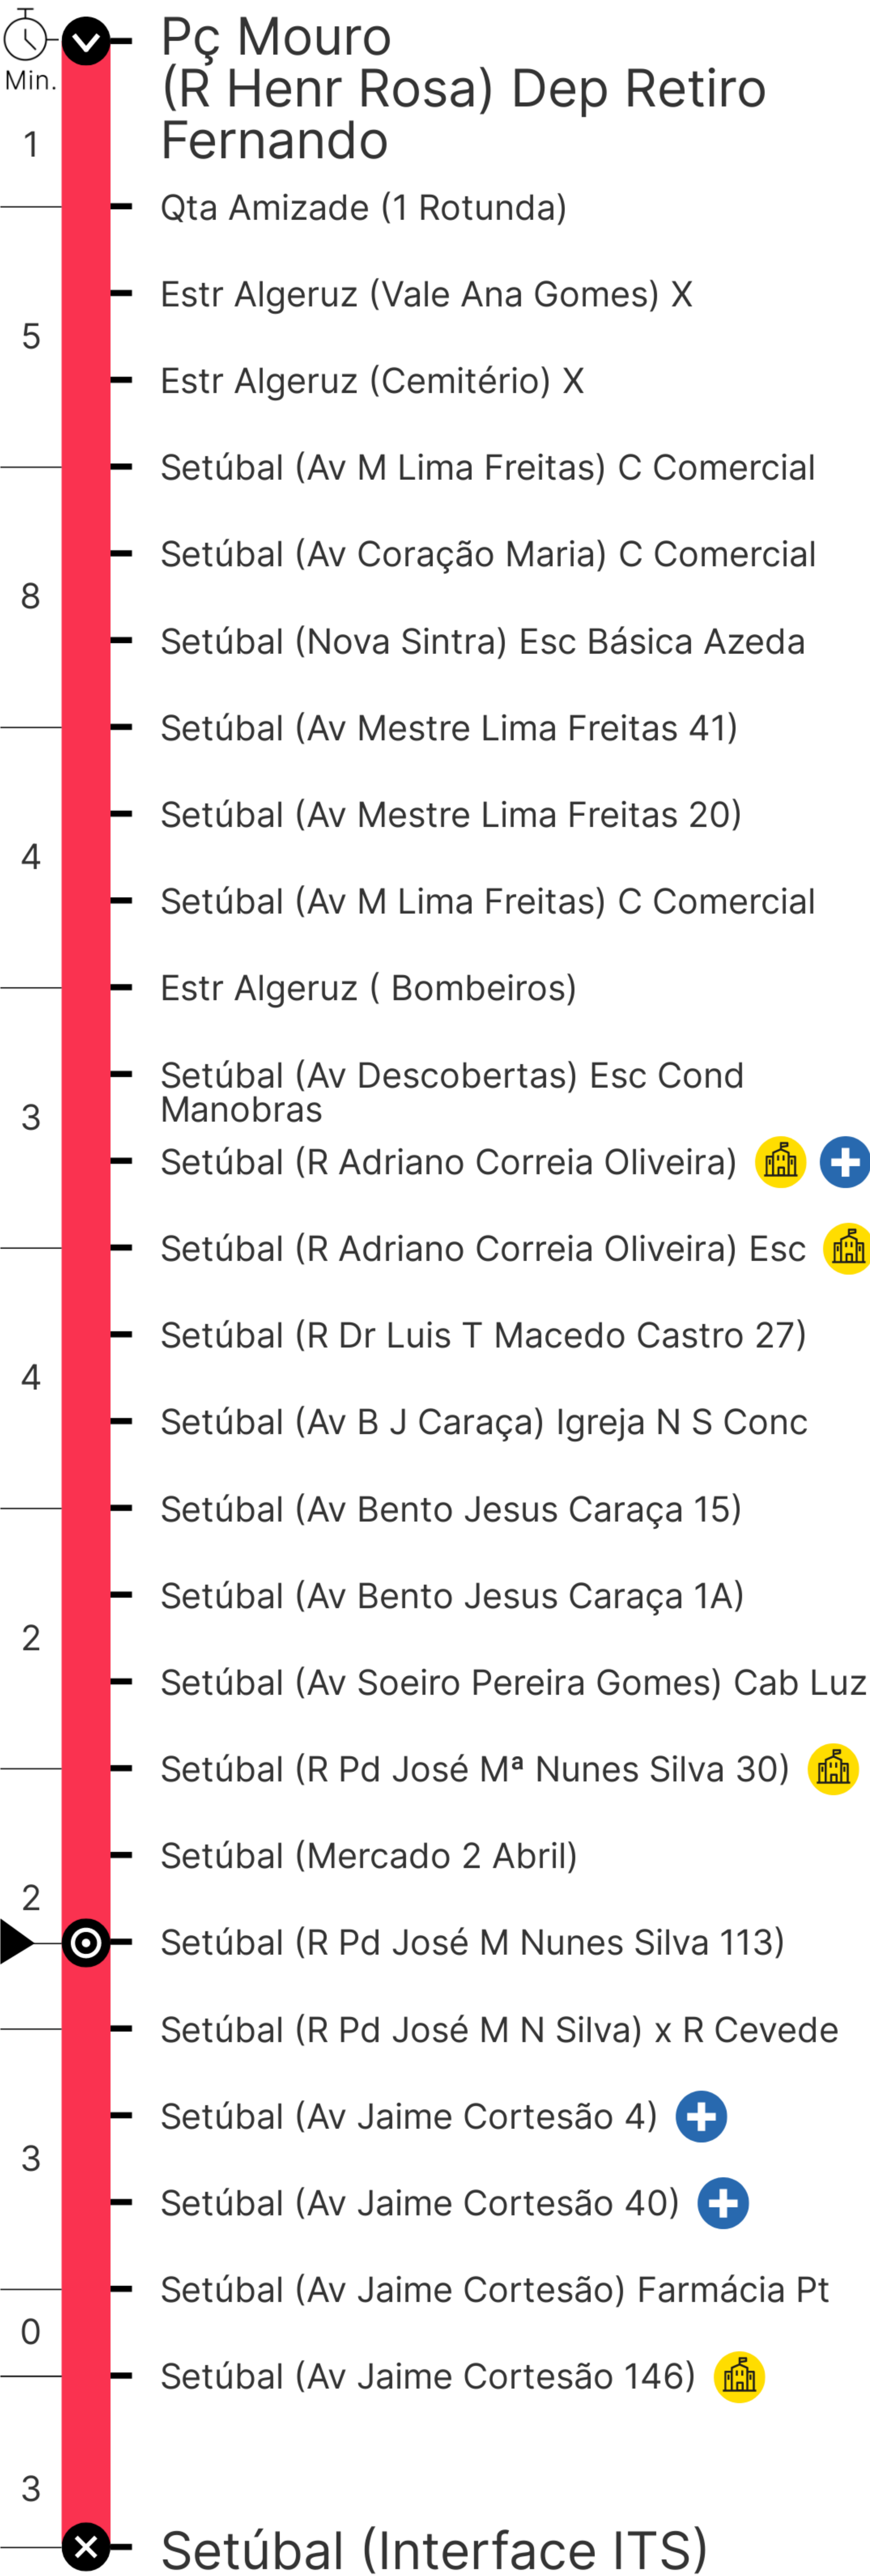 Pç Mouro
(R Henr Rosa) Dep Retiro
Fernando
Min.
1
Qta Amizade (1 Rotunda)
Estr Algeruz (Vale Ana Gomes) X
5
Estr Algeruz (Cemitério) X
Setúbal (Av M Lima Freitas) C Comercial
Setúbal (Av Coração Maria) C Comercial
8
Setúbal (Nova Sintra) Esc Básica Azeda
Setúbal (Av Mestre Lima Freitas 41)
Setúbal (Av Mestre Lima Freitas 20)
4
Setúbal (Av M Lima Freitas) C Comercial
Estr Algeruz ( Bombeiros)
Setúbal (Av Descobertas) Esc Cond
Manobras
3
Setúbal (R Adriano Correia Oliveira)
Setúbal (R Adriano Correia Oliveira) Esc
Setúbal (R Dr Luis T Macedo Castro 27)
4
Setúbal (Av B J Caraça) Igreja N S Conc
Setúbal (Av Bento Jesus Caraça 15)
Setúbal (Av Bento Jesus Caraça 1A)
2
Setúbal (Av Soeiro Pereira Gomes) Cab Luz
Setúbal (R Pd José Mª Nunes Silva 30)
Setúbal (Mercado 2 Abril)
2
Setúbal (R Pd José M Nunes Silva 113)
Setúbal (R Pd José M N Silva) x R Cevede
Setúbal (Av Jaime Cortesão 4)
3
Setúbal (Av Jaime Cortesão 40)
Setúbal (Av Jaime Cortesão) Farmácia Pt
0
Setúbal (Av Jaime Cortesão 146)
3
Setúbal (Interface ITS)